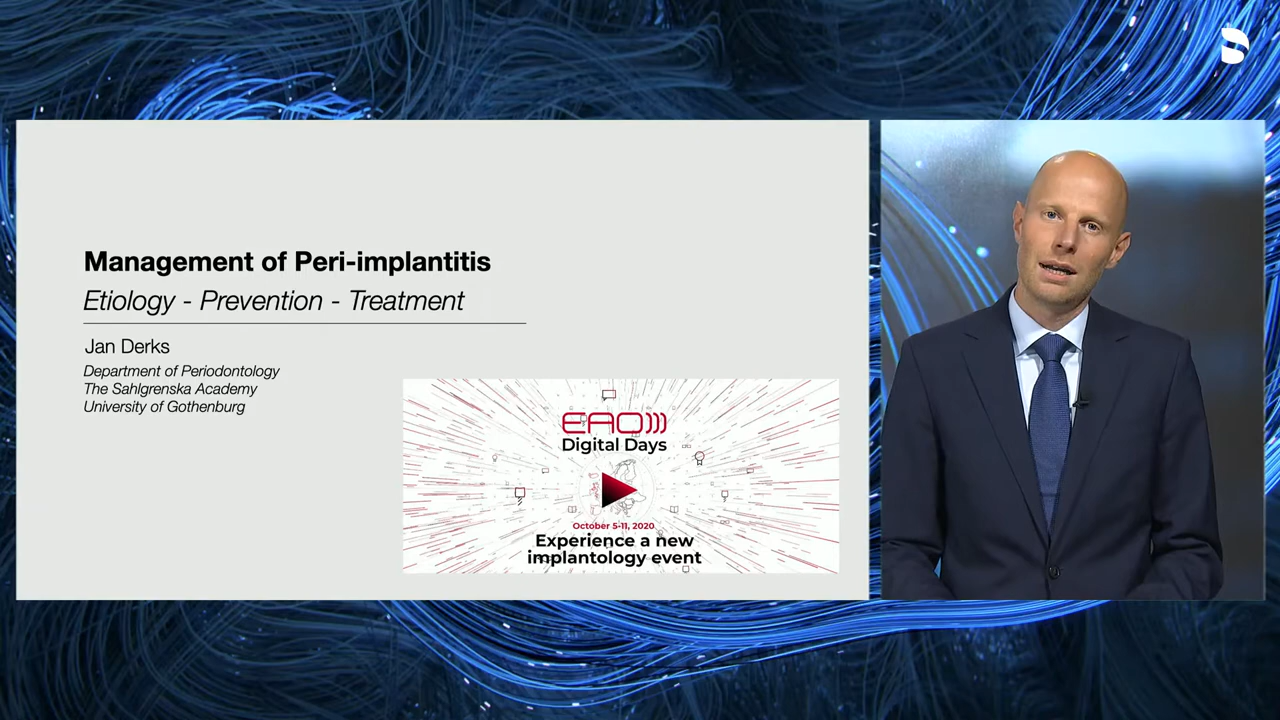 Management of Peri-implantitis
Etiology - Prevention - Treatment
Jan Derks
Department of Periodontology
The Sahlgrenska Academy
University of Gothenburg
EAO
Digital Days
October 5-11, 2020
Experience a new
implantology event